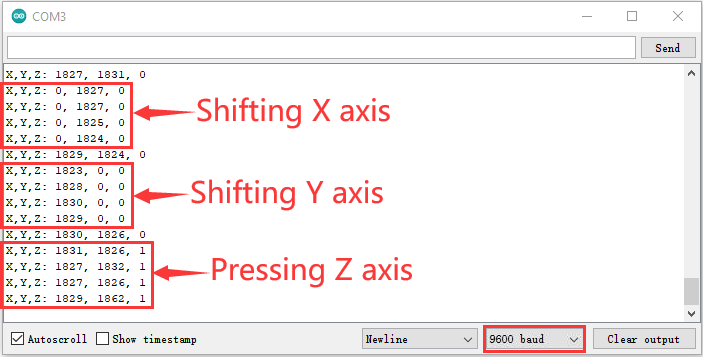 COM3
Send
X,Y,Z: 1827, 1831, 0
X,Y,Z: 0, 1827, 0
X,Y,Z: 0, 1827, 0
X,Y,Z: 0, 1825, 0
X,Y,Z: 0, 1824, 0
Shifting X axis
X,Y,Z: 1829, 1824, 0
X,Y,Z: 1823, 0, 0
X,Y,Z: 1828, 0, 0
X,Y,Z: 1830, 0, 0
X,Y,Z: 1829, 0, 0
Shifting Y axis
X,Y,Z: 1830, 1826, 0
X,Y,Z: 1831, 1826, 1
X,Y,Z: 1827, 1832, 1
X,Y,Z: 1827, 1826, 1
X,Y,Z: 1829, 1862, 1
Pressing Z axis
Autoscroll Show timestamp Newline 9600 baud Clear output